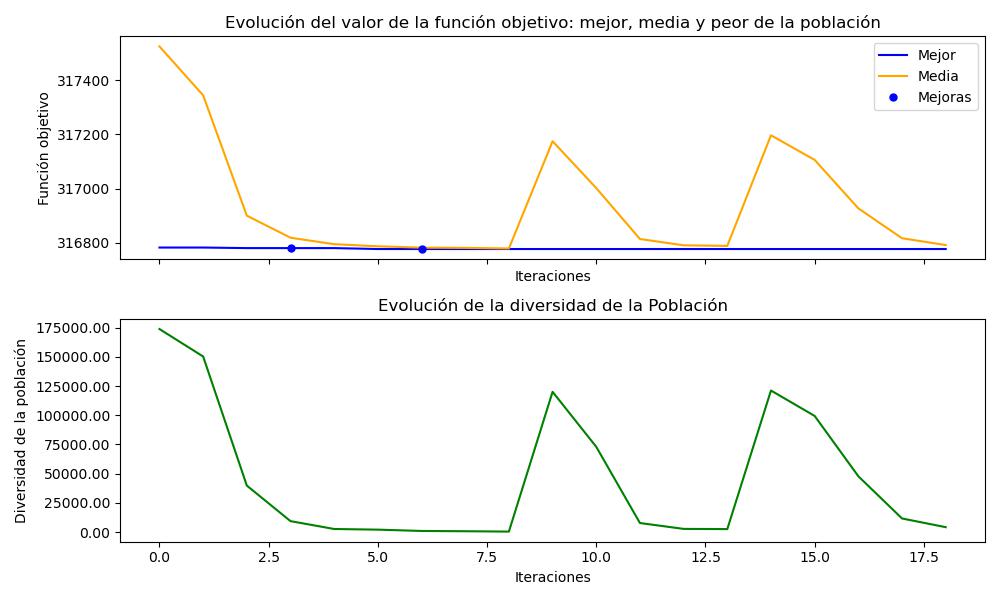 Evolución del valor de la función objetivo: mejor, media y peor de la población
Función objetivo
317400
317200
317000
316800
Mejor
Media
Mejoras
Iteraciones
Evolución de la diversidad de la Población
Diversidad de la población
175000.00
150000.00
125000.00
100000.00
75000.00
50000.00
25000.00
0.00
0.0 2.5 5.0 7.5 10.0 12.5 15.0 17.5
Iteraciones